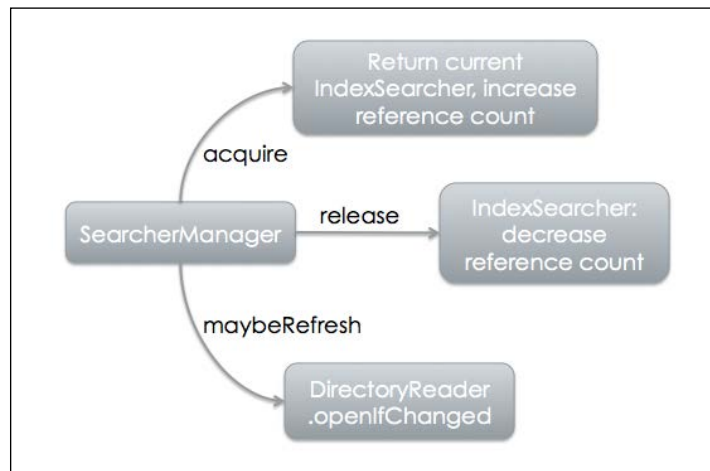 Return current
IndexSearcher, increase
reference count
acquire
SearcherManager
release
IndexSearcher:
decrease
reference count
maybeRefresh
DirectoryReader
.openIfChanged